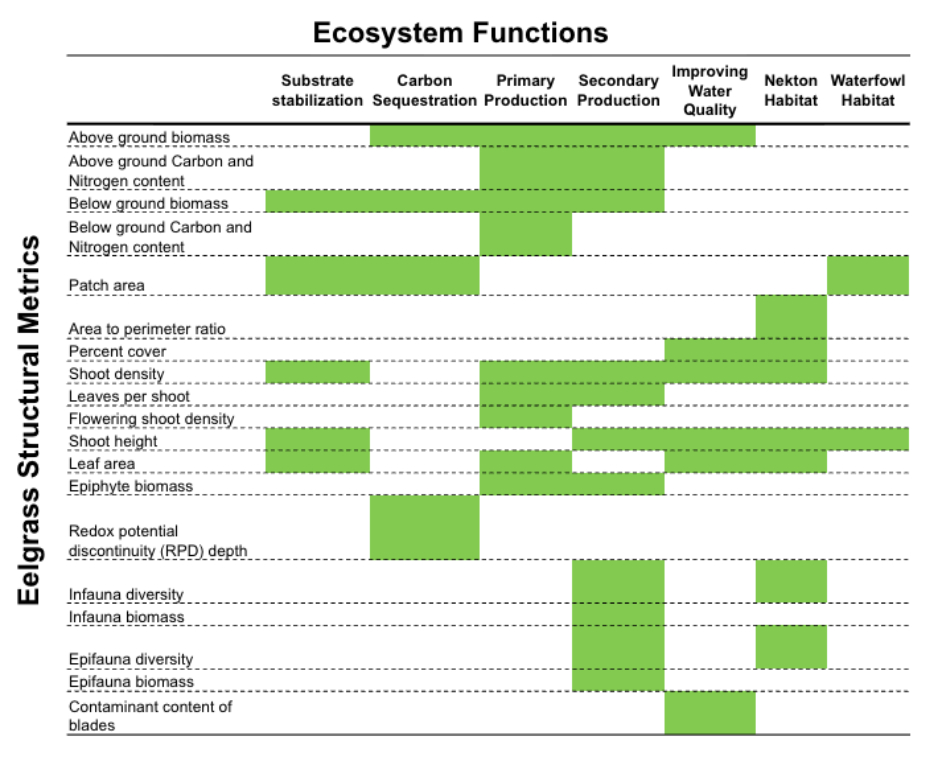 Ecosystem Functions
Substrate stabilization
Carbon Sequestration
Primary Production
Secondary Production
Improving Water Quality
Nekton Habitat
Waterfowl Habitat
Eelgrass Structural Metrics
Above ground biomass
Above ground Carbon and
Nitrogen content
Below ground biomass
Below ground Carbon and
Nitrogen content
Patch area
Area to perimeter ratio
Percent cover
Shoot density
Leaves per shoot
Flowering shoot density
Shoot height
Leaf area
Epiphyte biomass
Redox potential
discontinuity (RPD) depth
Infauna diversity
Infauna biomass
Epifauna diversity
Epifauna biomass
Contaminant content of
blades